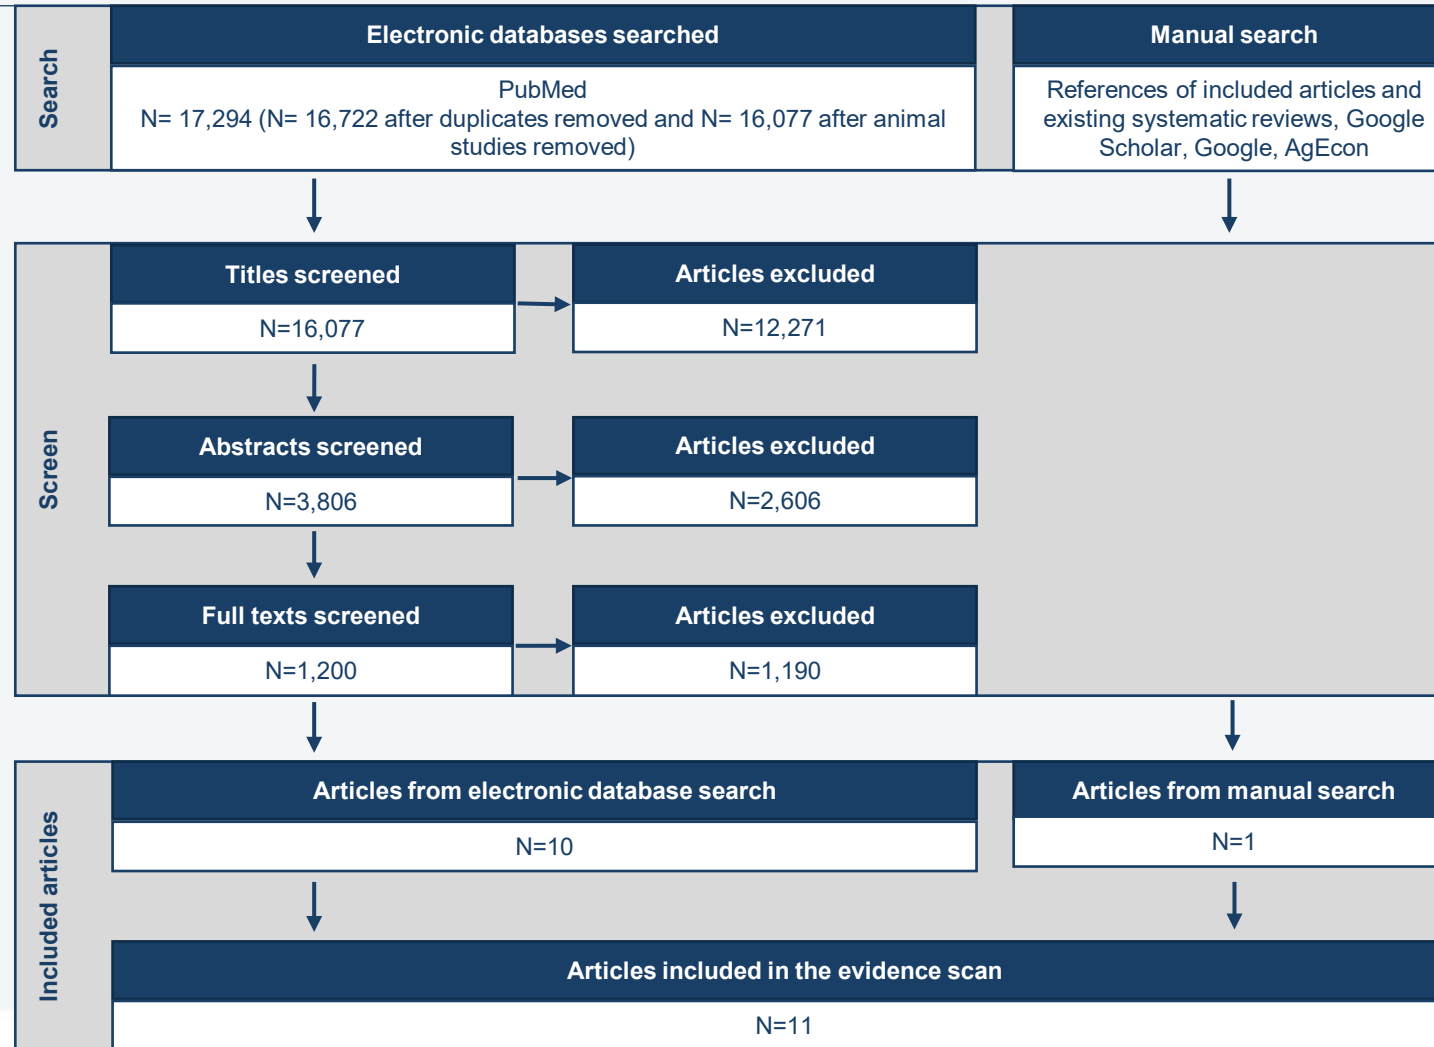 Search
Electronic databases searched
PubMed
N= 17,294 (N= 16,722 after duplicates removed and N= 16,077 after animal
studies removed)
Manual search
References of included articles and
existing systematic reviews, Google
Scholar, Google, AgEcon
Screen
Titles screened
N=16,077
Articles excluded
N=12,271
Abstracts screened
N=3,806
Articles excluded
N=2,606
Full texts screened
N=1,200
Articles excluded
N=1,190
Included articles
Articles from electronic database search
N=10
Articles from manual search
N=1
Articles included in the evidence scan
N=11